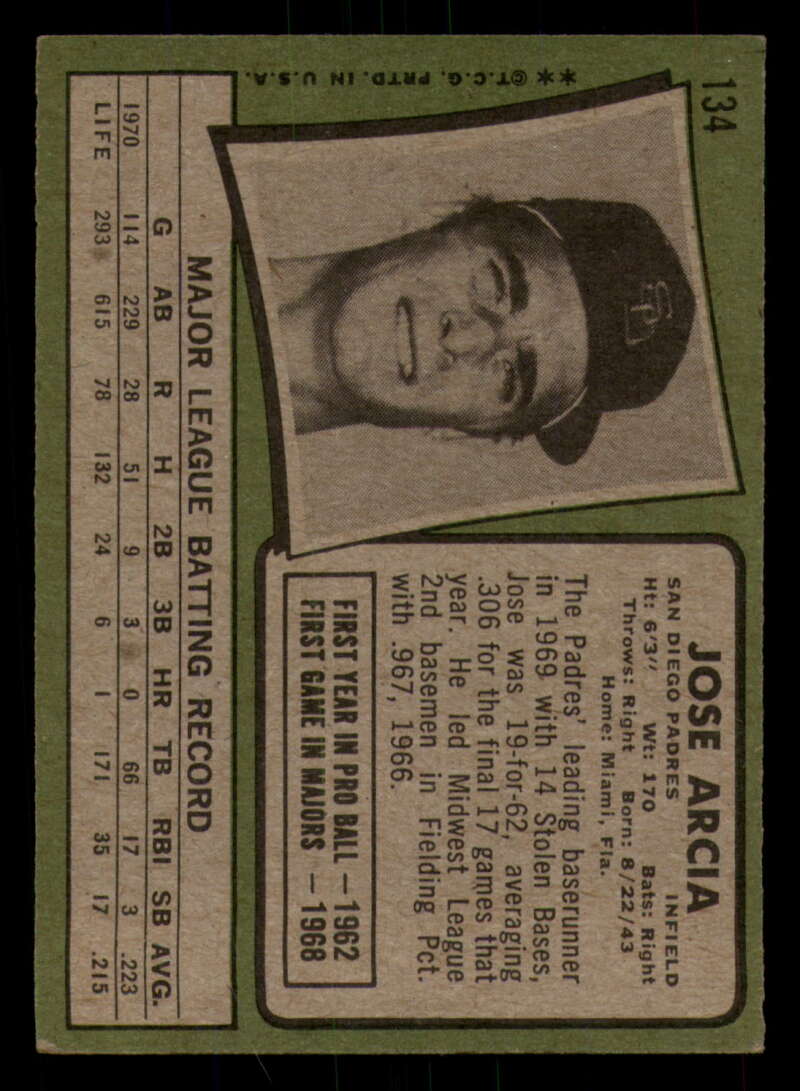 134
**©T.C.G. PRTD. IN U.S.A.
SD
JOSE ARCIA
SAN DIEGO PADRES INFIELD
Ht: 6'3" Wt: 170 Bats: Right
Throws: Right Born: 8/22/43
Home: Miami, Fla.
The Padres' leading baserunner
in 1969 with 14 Stolen Bases,
Jose was 19-for-62, averaging
.306 for the final 17 games that
year. He led Midwest League
2nd basemen in Fielding Pct.
with .967, 1966.
FIRST YEAR IN PRO BALL — 1962
FIRST GAME IN MAJORS — 1968
MAJOR LEAGUE BATTING RECORD
G AB R H 2B 3B HR TB RBI SB AVG.
1970 114 229 28 51 9 3 0 66 17 3 .223
LIFE 293 615 78 132 24 6 1 171 35 17 .215